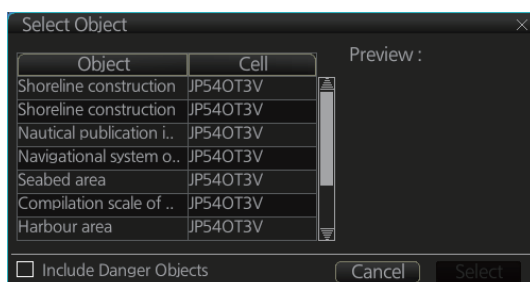 Select Object
Preview :
Object Cell
Shoreline construction JP54OT3V
Shoreline construction JP54OT3V
Nautical publication i.. JP54OT3V
Navigational system o.. JP54OT3V
Seabed area JP54OT3V
Compilation scale of .. JP54OT3V
Harbour area JP54OT3V
Include Danger Objects Cancel Select